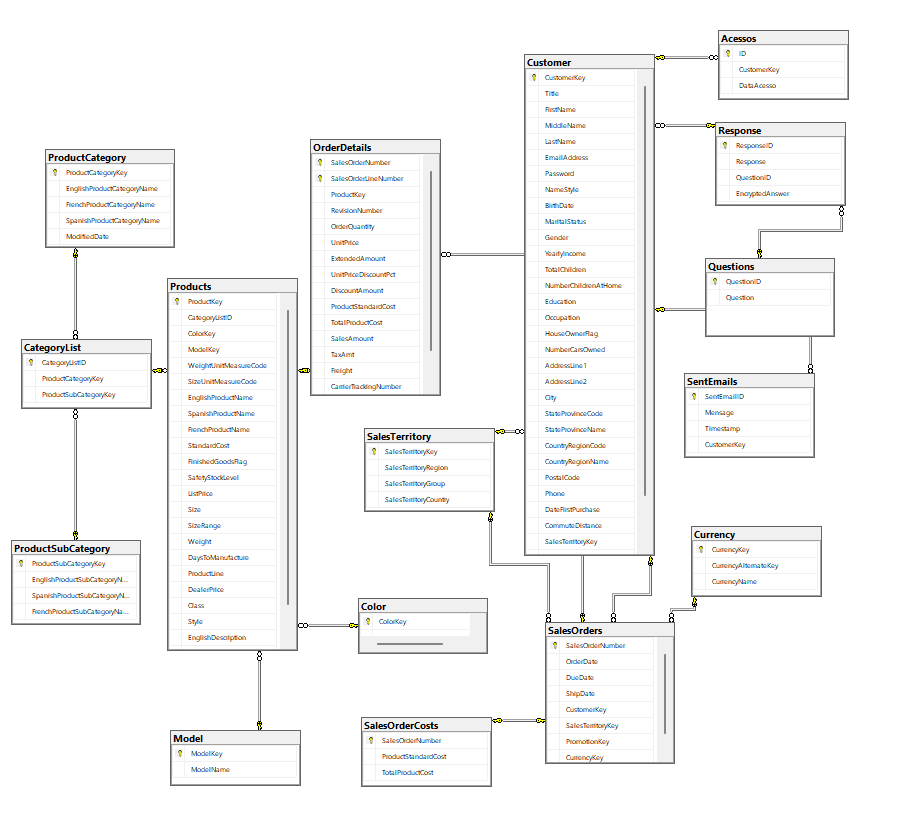 Acessos
ID
CustomerKey
DataAcesso
Customer
CustomerKey
Title
FirstName
MiddleName
LastName
EmailAddress
Password
NameStyle
BirthDate
MaritalStatus
Gender
YearlyIncome
TotalChildren
NumberChildrenAtHome
Education
Occupation
HouseOwnerFlag
NumberCarsOwned
AddressLine1
AddressLine2
City
StateProvinceCode
StateProvinceName
CountryRegionCode
CountryRegionName
PostalCode
Phone
DateFirstPurchase
CommuteDistance
SalesTerritoryKey
Response
ResponseID
Response
QuestionID
EncryptedAnswer
OrderDetails
SalesOrderNumber
SalesOrderLineNumber
ProductKey
RevisionNumber
OrderQuantity
UnitPrice
ExtendedAmount
UnitPriceDiscountPct
DiscountAmount
ProductStandardCost
TotalProductCost
SalesAmount
TaxAmt
Freight
CarrierTrackingNumber
ProductCategory
ProductCategoryKey
EnglishProductCategoryName
FrenchProductCategoryName
SpanishProductCategoryName
ModifiedDate
Questions
QuestionID
Question
Products
ProductKey
CategoryListID
ColorKey
ModelKey
WeightUnitMeasureCode
SizeUnitMeasureCode
EnglishProductName
SpanishProductName
FrenchProductName
StandardCost
FinishedGoodsFlag
SafetyStockLevel
ListPrice
Size
SizeRange
Weight
DaysToManufacture
ProductLine
DealerPrice
Class
Style
EnglishDescription
CategoryList
CategoryListID
ProductCategoryKey
ProductSubCategoryKey
SentEmails
SentEmailID
Mensage
Timestamp
CustomerKey
SalesTerritory
SalesTerritoryKey
SalesTerritoryRegion
SalesTerritoryGroup
SalesTerritoryCountry
Currency
CurrencyKey
CurrencyAlternateKey
CurrencyName
ProductSubCategory
ProductSubCategoryKey
EnglishProductSubCategoryN...
SpanishProductSubCategoryN...
FrenchProductSubCategoryNa...
Color
ColorKey
SalesOrders
SalesOrderNumber
OrderDate
DueDate
ShipDate
CustomerKey
SalesTerritoryKey
PromotionKey
CurrencyKey
SalesOrderCosts
SalesOrderNumber
ProductStandardCost
TotalProductCost
Model
ModelKey
ModelName